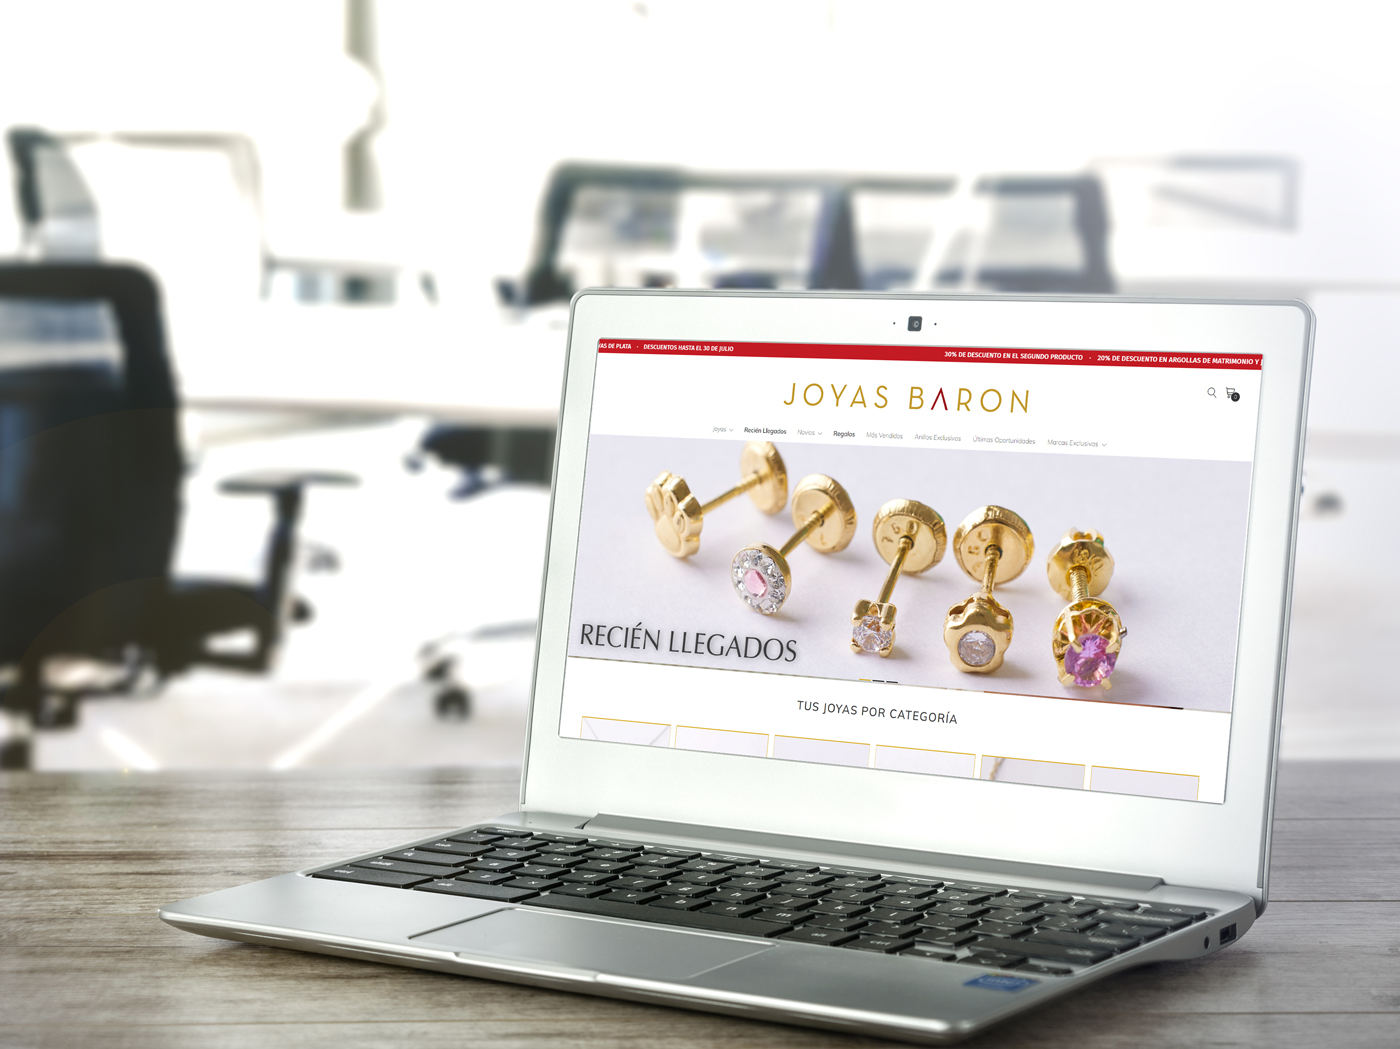 DE PLATA · DESCUENTOS HASTA EL 30 DE JULIO
30% DE DESCUENTO EN EL SEGUNDO PRODUCTO · 20% DE DESCUENTO EN ARGOLLAS DE MATRIMONIO Y
JOYAS BARON
0
Joyas Recién Llegados Novios Regalos Más Vendidos Anillos Exclusivos Últimas Oportunidades Marcas Exclusivas
RECIÉN LLEGADOS
TUS JOYAS POR CATEGORÍA